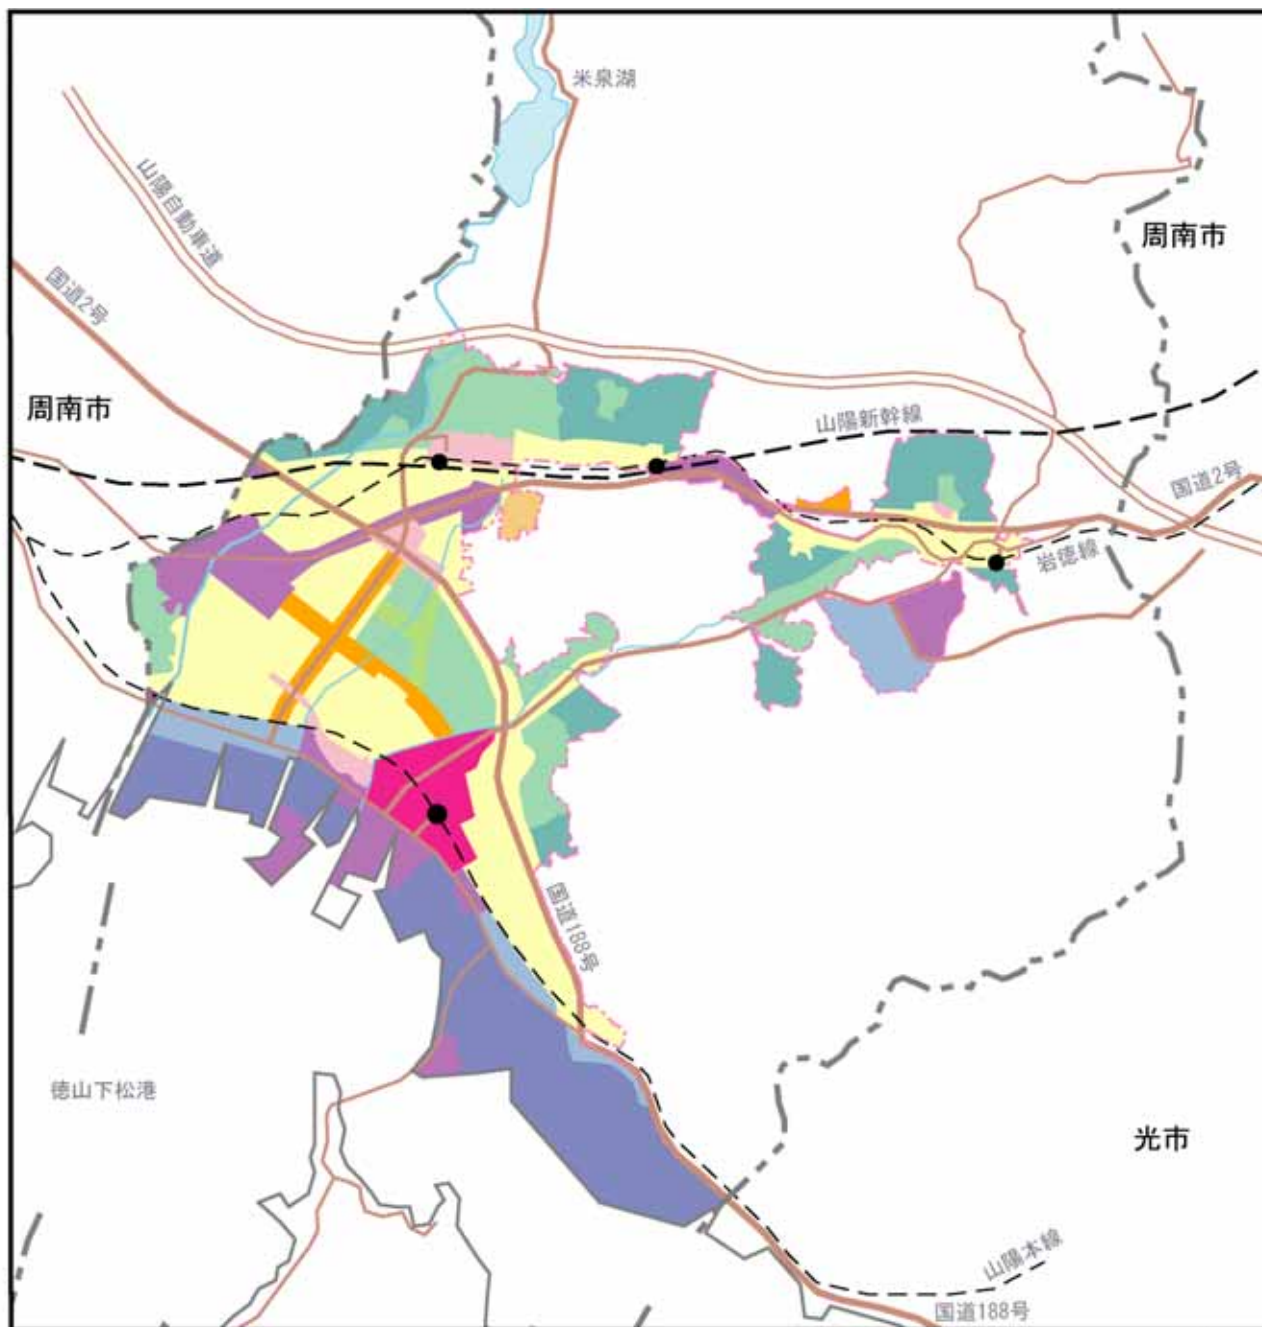 米泉湖
山陽自動車道
周南市
国道2号
周南市
山陽新幹線
国道2号
岩徳線
国道188号
徳山下松港
光市
山陽本線
国道188号